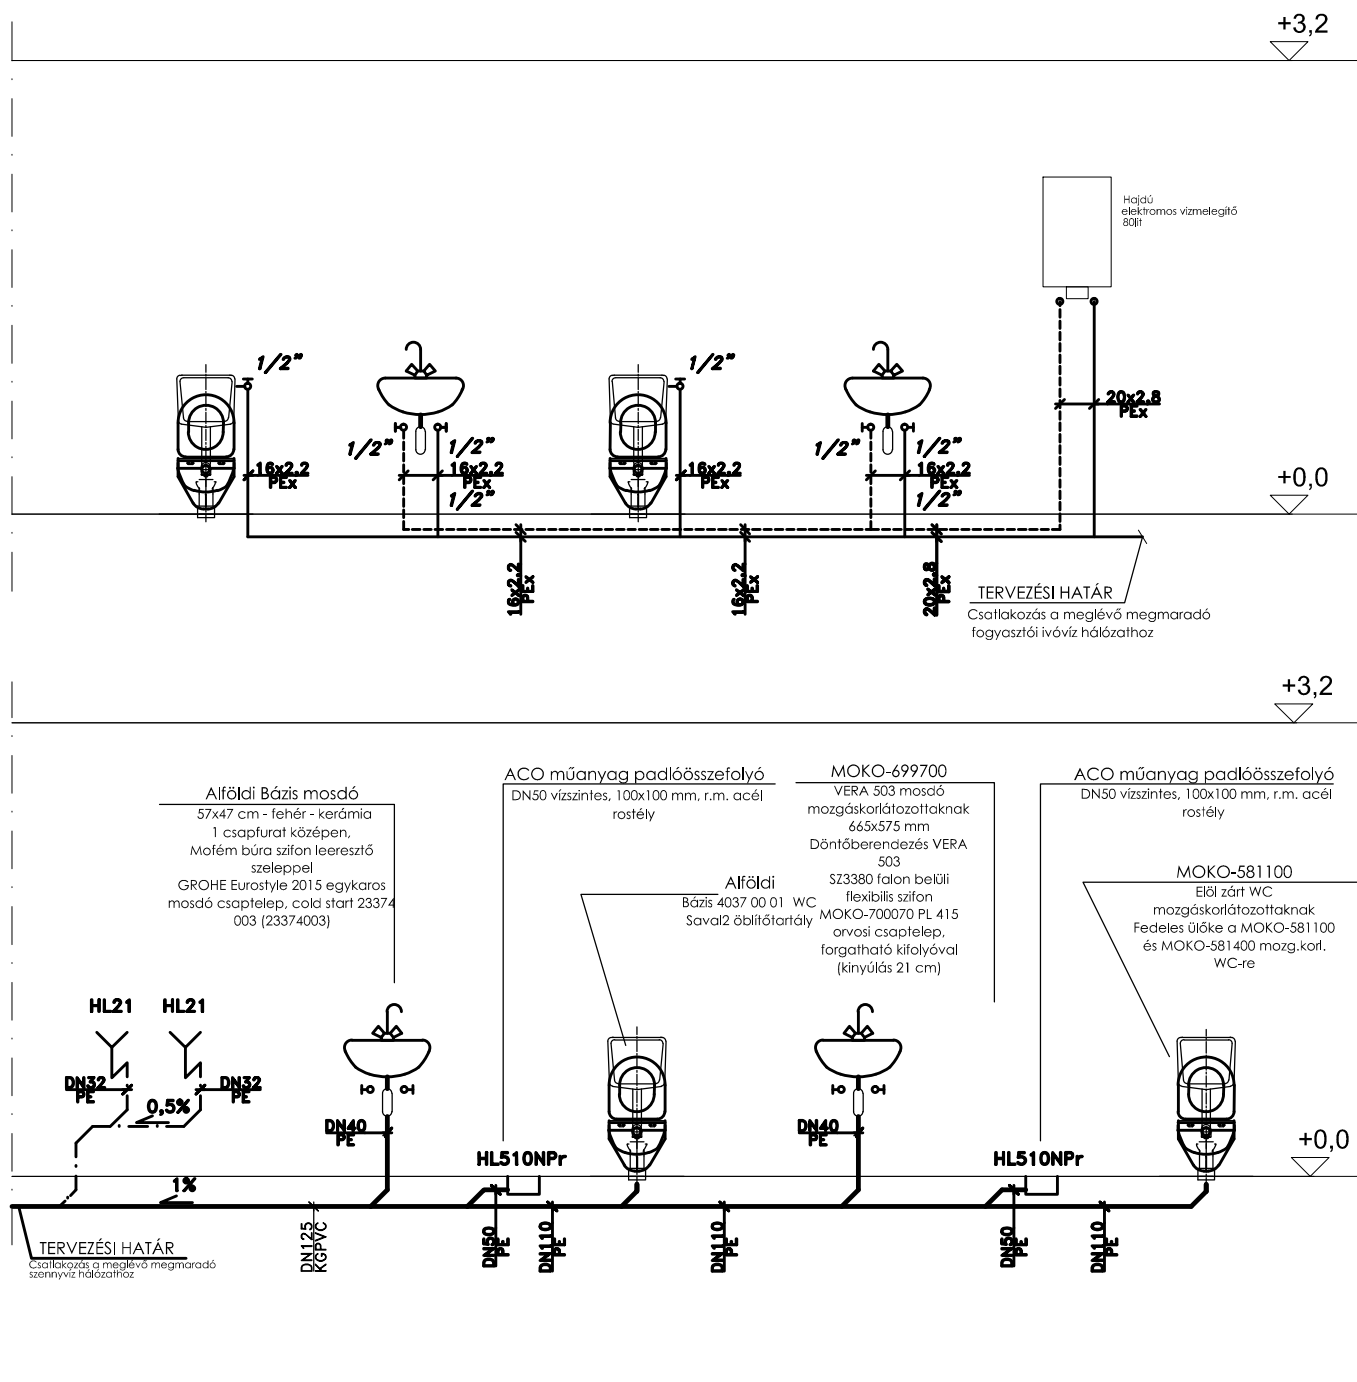 +3,2
Hajdú
elektromos vízmelegítő
80lit
1/2"
1/2"
20x2.8
PEx
1/2"
1/2"
1/2"
1/2"
16x2,2
PEx
16x2.2
PEx
16x2,2
PEx
16x2.2
PEx
+0,0
1/2"
1/2"
16x2,2
PEx
16x2,2
PEx
20x2.8
PEx
TERVEZÉSI HATÁR
Csatlakozás a meglévő megmaradó
fogyasztói ivóvíz hálózathoz
+3,2
Alföldi Bázis mosdó
57x47 cm - fehér - kerámia
1 csapfurat középen,
Mofém búra szifon leeresztő
szeleppel
GROHE Eurostyle 2015 egykaros
mosdó csaptelep, cold start 23374
003 (23374003)
ACO műanyag padlóösszefolyó
DN50 vízszintes, 100x100 mm, r.m. acél
rostély
Alföldi
Bázis 4037 00 01 WC
Saval2 öblítőtartály
MOKO-699700
VERA 503 mosdó
mozgáskorlátozottaknak
665x575 mm
Döntőberendezés VERA
503
SZ3380 falon belüli
flexibilis szifon
MOKO-700070 PL 415
orvosi csaptelep,
forgatható kifolyóval
(kinyúlás 21 cm)
ACO műanyag padlóösszefolyó
DN50 vízszintes, 100x100 mm, r.m. acél
rostély
MOKO-581100
Elöl zárt WC
mozgáskorlátozottaknak
Fedeles ülőke a MOKO-581100
és MOKO-581400 mozg.korl.
WC-re
HL21
HL21
DN32
PE
DN32
PE
0,5%
DN40
PE
DN40
PE
HL510NPr
HL510NPr
+0,0
1%
DN125
KGPVC
DN50
PE
DN110
PE
DN110
PE
DN50
PE
DN110
PE
TERVEZÉSI HATÁR
Csatlakozás a meglévő megmaradó
szennyvíz hálózathoz